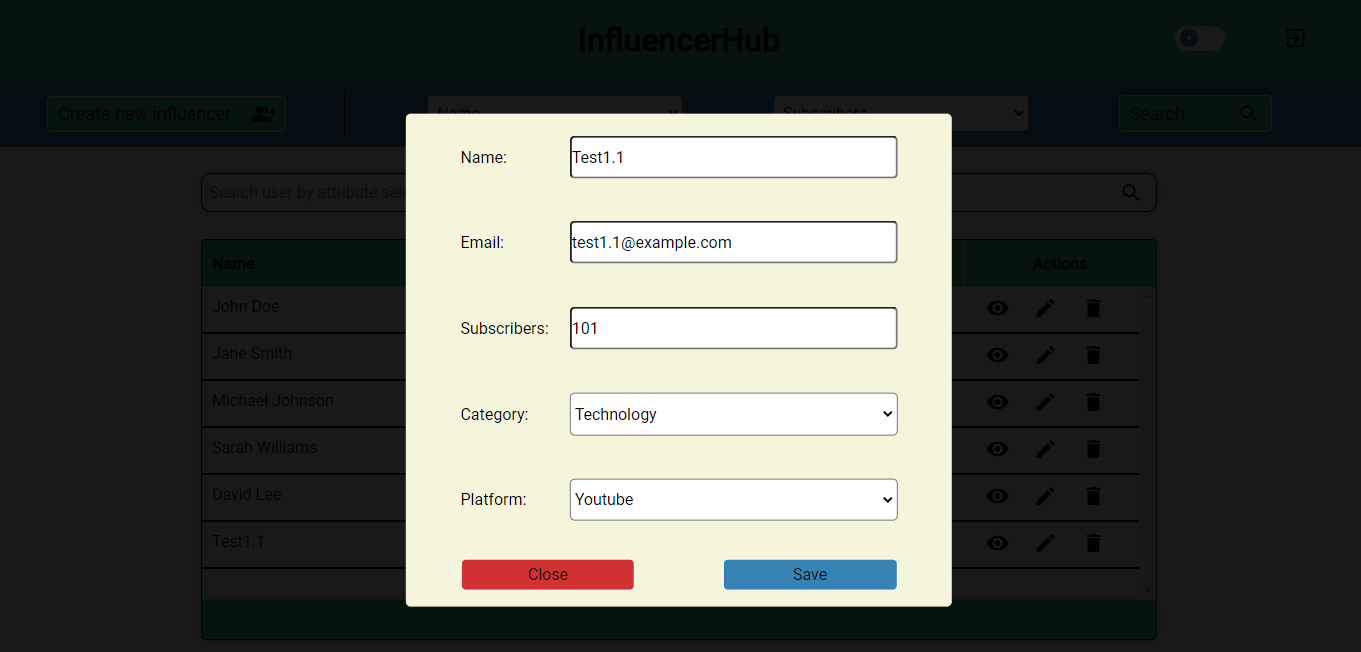 InfluencerHub
Create new influencer
Name
Subscribers
Search
Search user by attribute sele
Name
Actions
John Doe
Jane Smith
Michael Johnson
Sarah Williams
David Lee
Test1.1
Name:
Test1.1
Email:
test1.1@example.com
Subscribers:
101
Category:
Technology
Platform:
Youtube
Close
Save